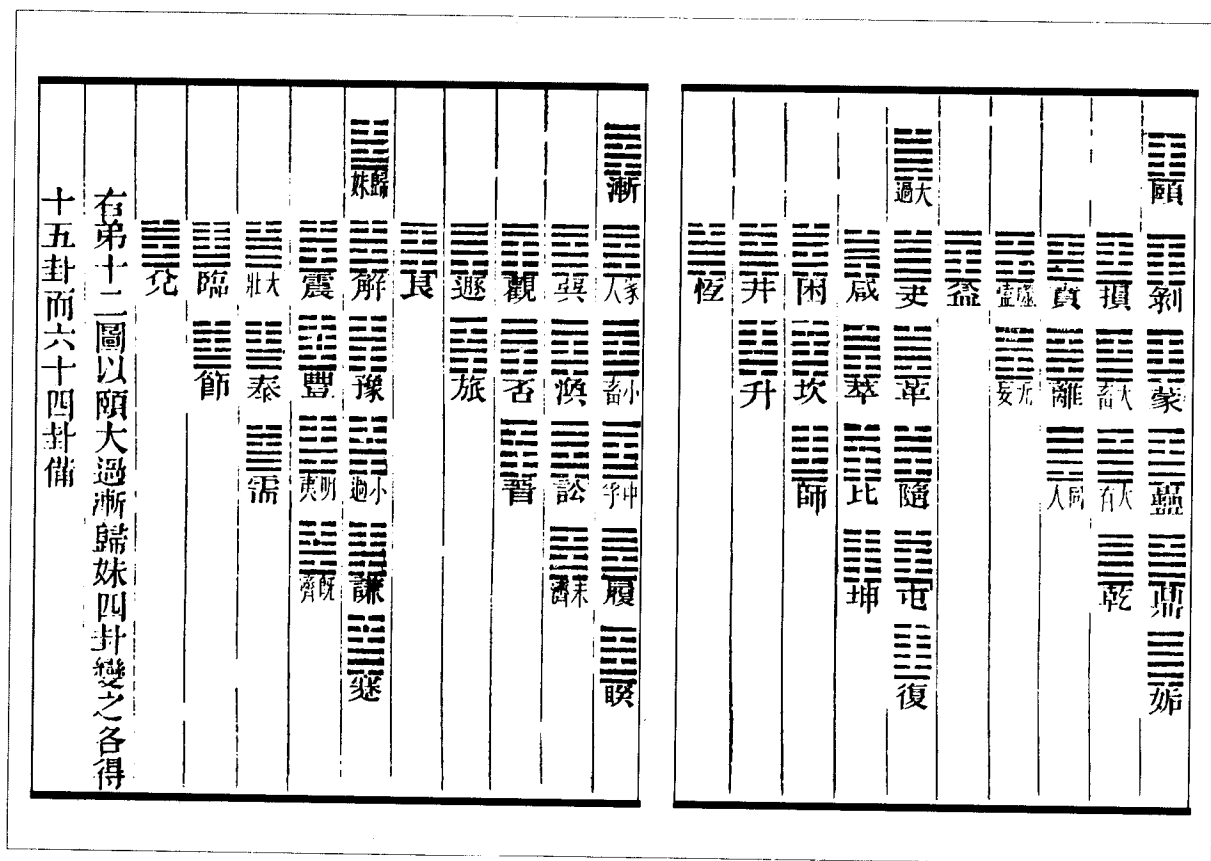 頤 剝 蒙 蠱 鼎 姤
損 大畜 大有 乾
賁 離 同人
噬嗑 无妄
益
大過 夬 革 隨 屯 復
咸 萃 比 坤
困 坎 師
井 升
恆
漸 家人 小畜 中孚 履 睽
巽 渙 訟 未濟
觀 否 晉
遯 旅
艮
歸妹 解 豫 小過 謙 蹇
震 豐 明夷 既濟
大壯 泰 需
臨 節
兌
右弟十二圖以頤大過漸歸妹四卦變之各得
十五卦而六十四卦備